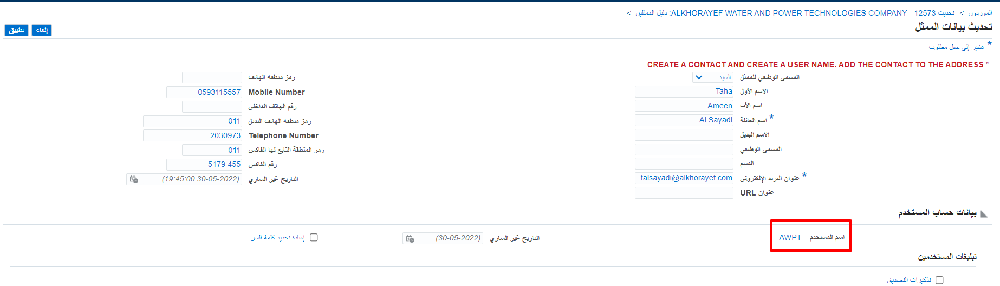 الموردون > تحديث ALKHORAYEF WATER AND POWER TECHNOLOGIES COMPANY - 12573: دليل الممثلين >
تحديث بيانات الممثل
إلغاء
تطبيق
* تشير إلى حقل مطلوب
* CREATE A CONTACT AND CREATE A USER NAME. ADD THE CONTACT TO THE ADDRESS
المسمى الوظيفي للممثل السيد
الاسم الأول Taha
اسم الأب Ameen
* اسم العائلة Al Sayadi
الاسم البديل
المسمى الوظيفي
القسم
* عنوان البريد الإلكتروني talsayadi@alkhorayef.com
عنوان URL
رمز منطقة الهاتف
Mobile Number 0593115557
رقم الهاتف الداخلي
رمز منطقة الهاتف البديل 011
Telephone Number 2030973
رمز المنطقة التابع لها الفاكس 011
رقم الفاكس 5179 455
التاريخ غير الساري (19:45:00 30-05-2022)
بيانات حساب المستخدم
اسم المستخدم AWPT
التاريخ غير الساري (30-05-2022)
إعادة تحديد كلمة السر
تبليغات المستخدمين
تذكيرات التصديق